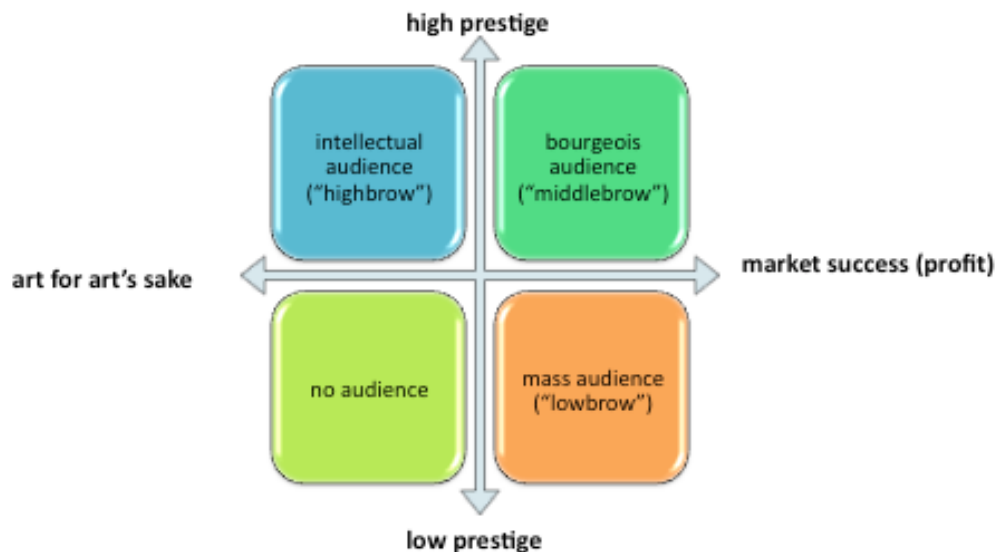 high prestige
intellectual
audience
(“highbrow”)
bourgeois
audience
(“middlebrow”)
art for art’s sake
market success (profit)
no audience
mass audience
(“lowbrow”)
low prestige